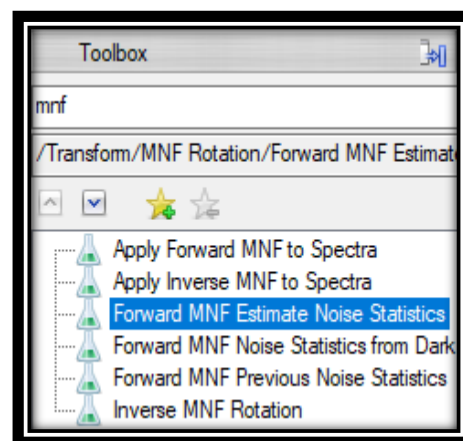 Toolbox
mnf
/Transform/MNF Rotation/Forward MNF Estimat
Apply Forward MNF to Spectra
Apply Inverse MNF to Spectra
Forward MNF Estimate Noise Statistics
Forward MNF Noise Statistics from Dark
Forward MNF Previous Noise Statistics
Inverse MNF Rotation